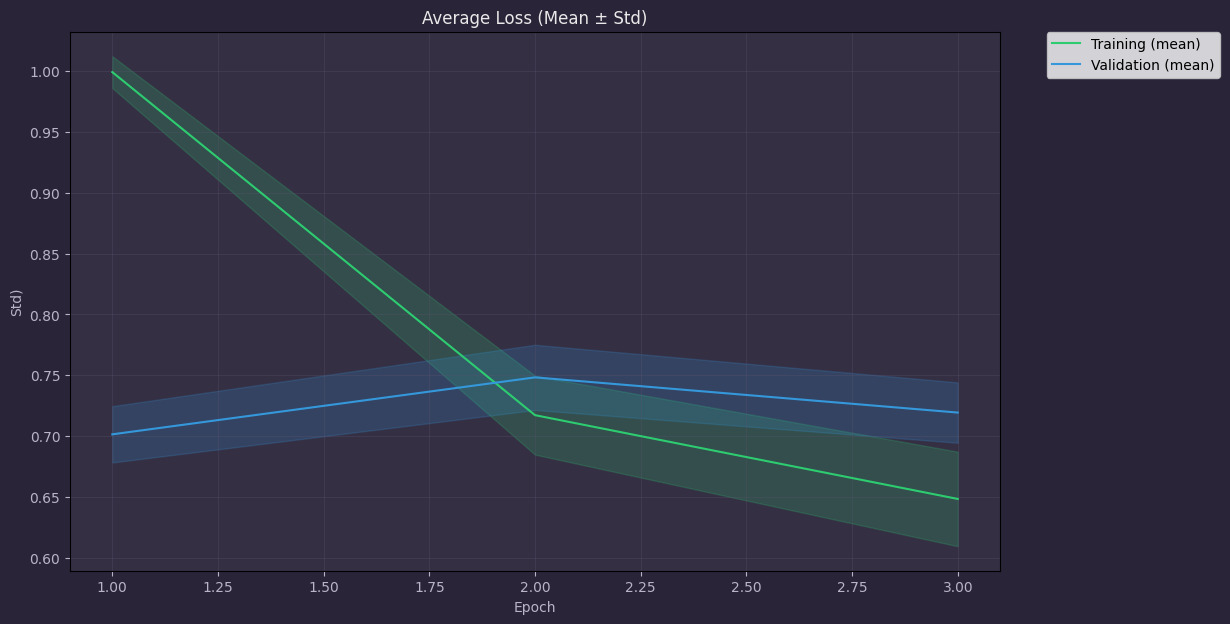 Average Loss (Mean ± Std)
Training (mean)
Validation (mean)
1.00
0.95
0.90
0.85
0.80
0.75
0.70
0.65
0.60
Std)
1.00 1.25 1.50 1.75 2.00 2.25 2.50 2.75 3.00
Epoch